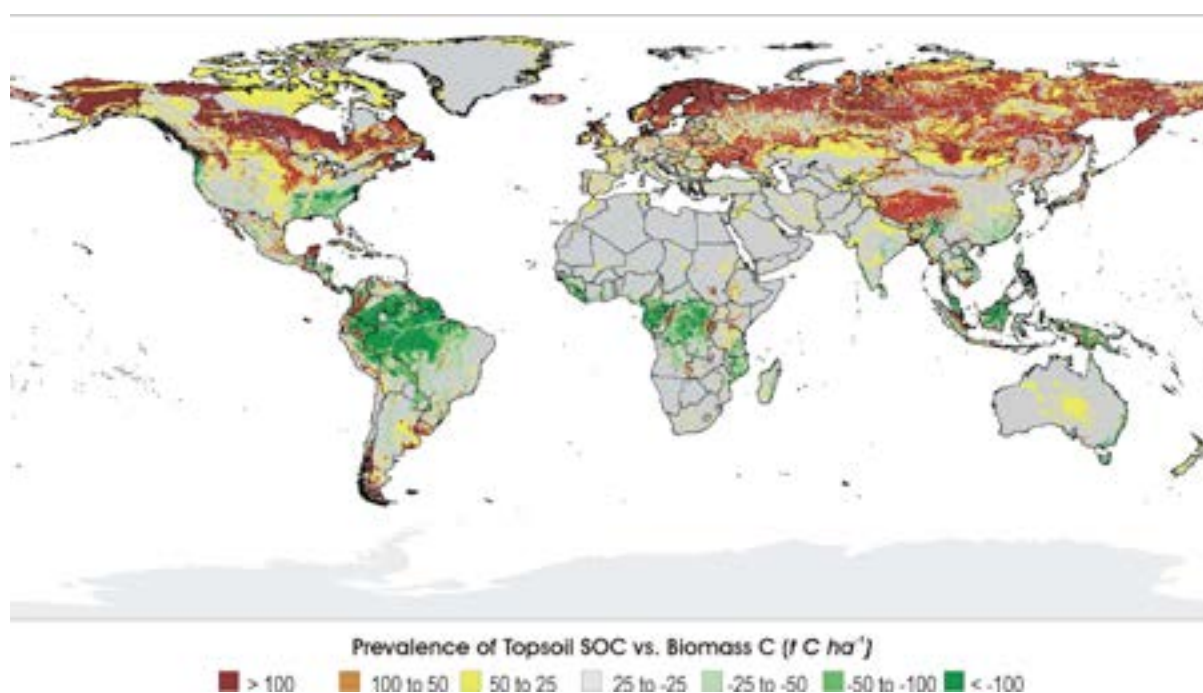 Prevalence of Topsoil SOC vs. Biomass C (t C ha⁻¹)
> 100 100 to 50 50 to 25 25 to -25 -25 to -50 -50 to -100 < -100